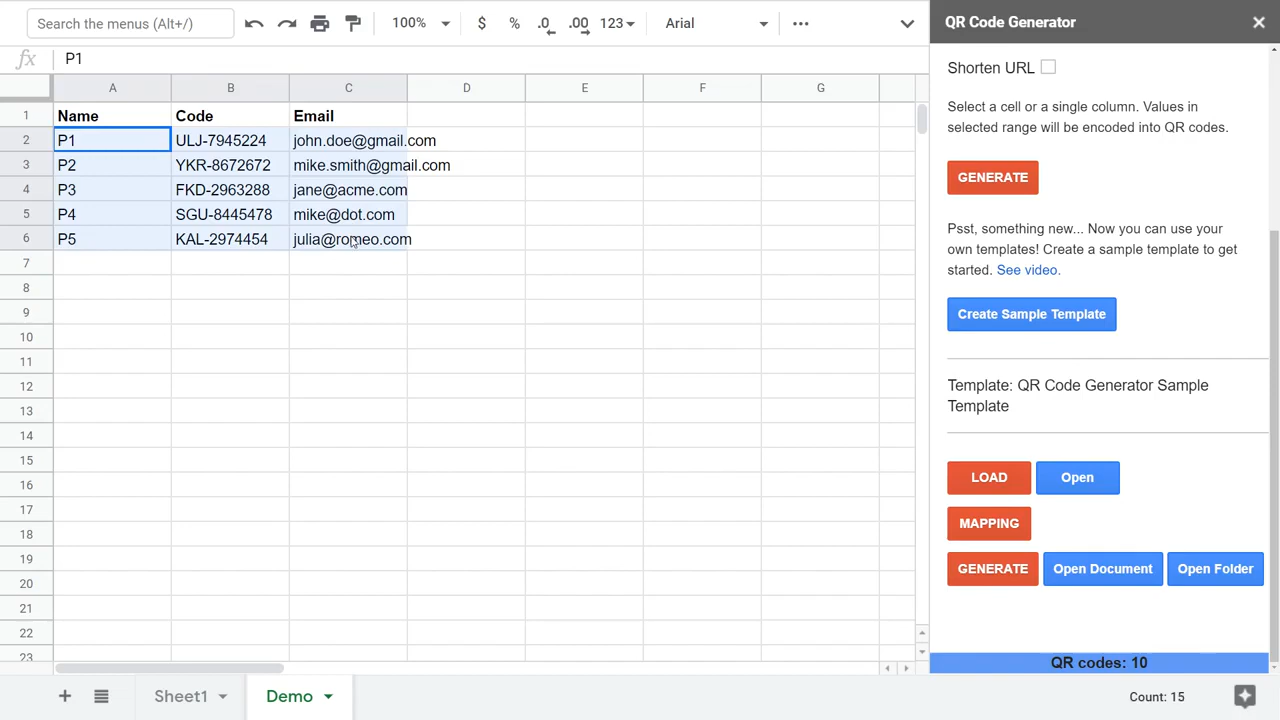 Search the menus (Alt+/)
100%
$
%
.0
.00
123
Arial
QR Code Generator
fx
P1
A
B
C
D
E
F
G
1
Name
Code
Email
2
P1
ULJ-7945224
john.doe@gmail.com
3
P2
YKR-8672672
mike.smith@gmail.com
4
P3
FKD-2963288
jane@acme.com
5
P4
SGU-8445478
mike@dot.com
6
P5
KAL-2974454
julia@romeo.com
7
8
9
10
11
12
13
14
15
16
17
18
19
20
21
22
23
Shorten URL
Select a cell or a single column. Values in
selected range will be encoded into QR codes.
GENERATE
Psst, something new... Now you can use your
own templates! Create a sample template to get
started. See video.
Create Sample Template
Template: QR Code Generator Sample
Template
LOAD
Open
MAPPING
GENERATE
Open Document
Open Folder
QR codes: 10
Sheet1
Demo
Count: 15